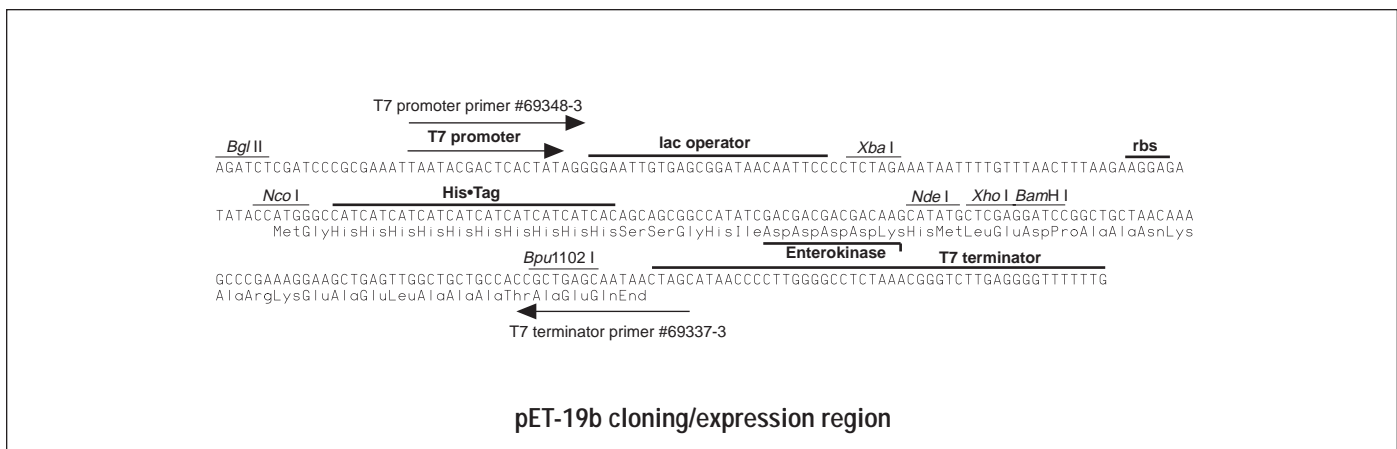 T7 promoter primer #69348-3
T7 promoter
lac operator
Bgl II
Xba I
rbs
AGATCTCGATCCCGCGAAATTAATACGACTCACTATAGGGGAATTGTGAGCGGATAACAATTCCCCTCTAGAAATAATTTTGTTTAACTTTAAGAAGGAGA
Nco I
His•Tag
Nde I
Xho I
BamH I
TATACCATGGGCCATCATCATCATCATCATCATCATCATCACAGCAGCGGCCATATCGACGACGACGACAAGCATATGCTCGAGGATCCGGCTGCTAACAAA
MetGlyHisHisHisHisHisHisHisHisHisHisSerSerGlyHisIleAspAspAspAspLysHisMetLeuGluAspProAlaAlaAsnLys
Enterokinase
Bpu1102 I
T7 terminator
GCCCGAAAGGAAGCTGAGTTGGCTGCTGCCACCGCTGAGCAATAACTAGCATAACCCCTTGGGGCCTCTAAACGGGTCTTGAGGGGTTTTTTG
AlaArgLysGluAlaGluLeuAlaAlaAlaThrAlaGluGlnEnd
T7 terminator primer #69337-3
pET-19b cloning/expression region